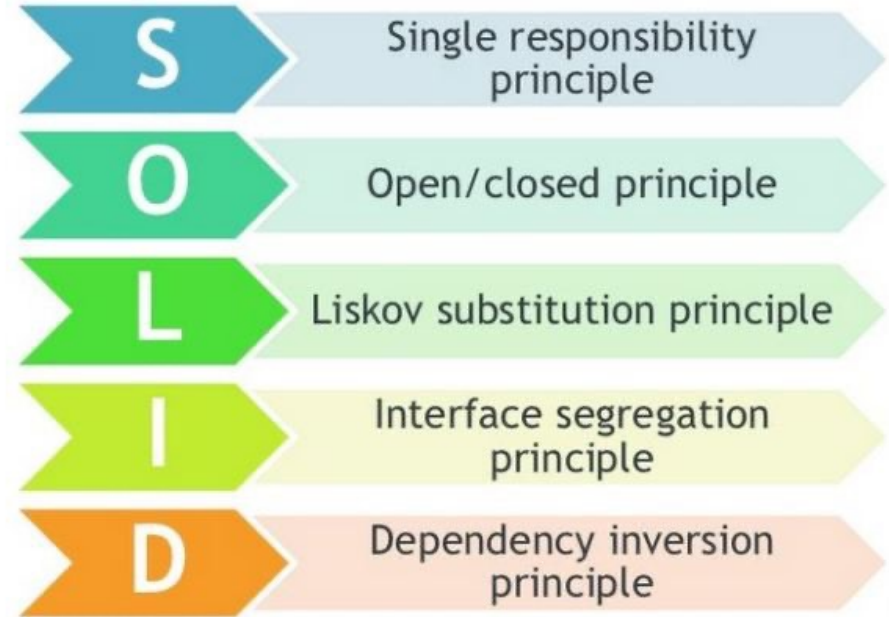 S
Single responsibility
principle
O
Open/closed principle
L
Liskov substitution principle
I
Interface segregation
principle
D
Dependency inversion
principle